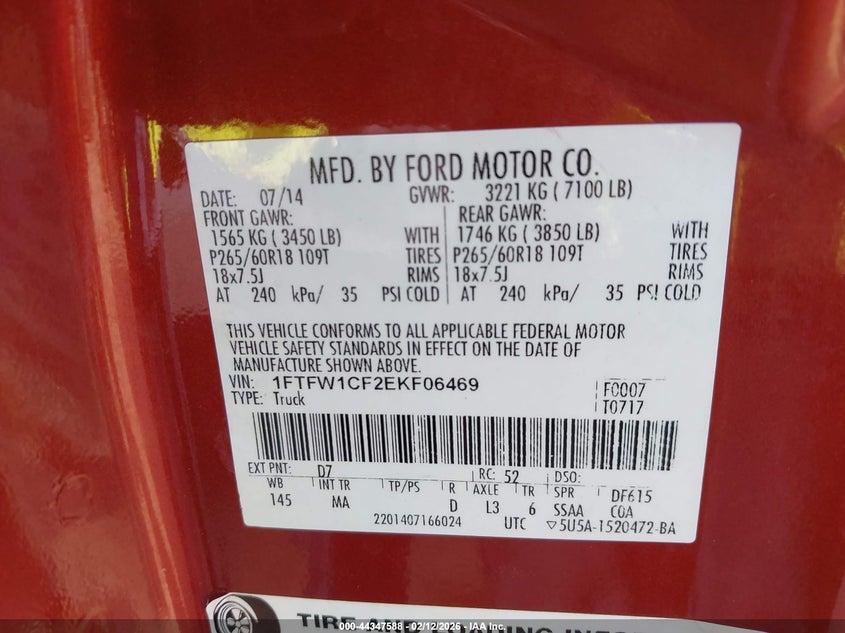 MFD. BY FORD MOTOR CO.
DATE: 07/14 GVWR: 3221 KG ( 7100 LB)
FRONT GAWR: REAR GAWR:
1565 KG ( 3450 LB) WITH 1746 KG ( 3850 LB) WITH
P265/60R18 109T TIRES P265/60R18 109T TIRES
18x7.5J RIMS 18x7.5J RIMS
AT 240 kPa/ 35 PSI COLD AT 240 kPa/ 35 PSI COLD
THIS VEHICLE CONFORMS TO ALL APPLICABLE FEDERAL MOTOR
VEHICLE SAFETY STANDARDS IN EFFECT ON THE DATE OF
MANUFACTURE SHOWN ABOVE.
VIN: 1FTFW1CF2EKF06469 F0007
TYPE: Truck T0717
EXT PNT: D7 RC: 52 DSO:
WB INT TR TP/PS R AXLE TR SPR DF615
145 MA D L3 6 SSAA C0A
2201407166024 UTC ▽5U5A-1520472-BA
TIRE AND LOADING
000-44347588 - 02/12/2026 - IAA Inc.